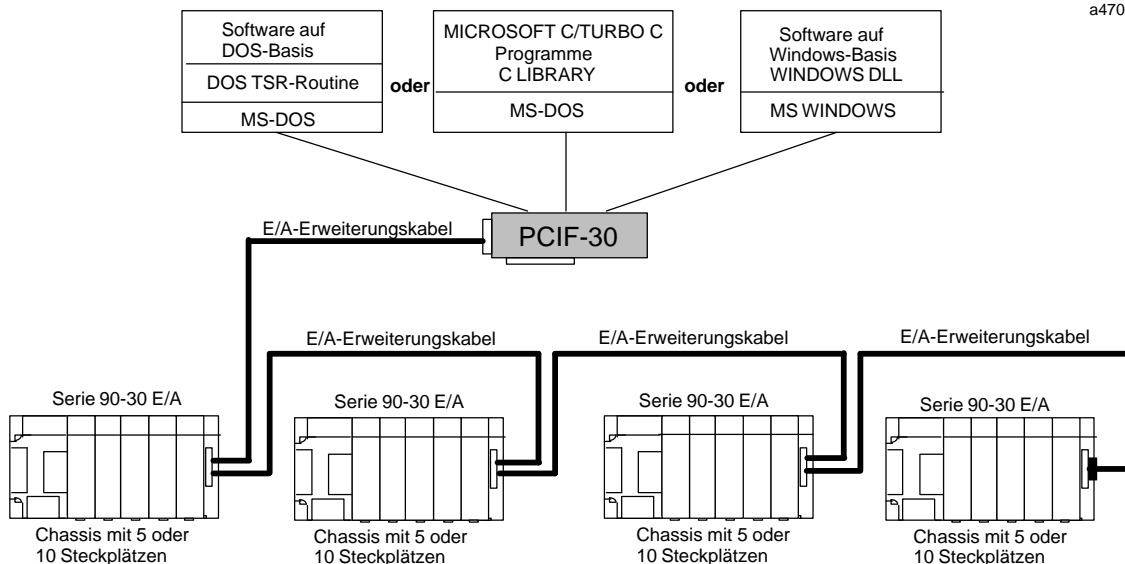 a470
Software auf
DOS-Basis
DOS TSR-Routine
MS-DOS
oder
MICROSOFT C/TURBO C
Programme
C LIBRARY
MS-DOS
oder
Software auf
Windows-Basis
WINDOWS DLL
MS WINDOWS
E/A-Erweiterungskabel
PCIF-30
E/A-Erweiterungskabel
E/A-Erweiterungskabel
E/A-Erweiterungskabel
Serie 90-30 E/A
Serie 90-30 E/A
Serie 90-30 E/A
Serie 90-30 E/A
Chassis mit 5 oder
10 Steckplätzen
Chassis mit 5 oder
10 Steckplätzen
Chassis mit 5 oder
10 Steckplätzen
Chassis mit 5 oder
10 Steckplätzen